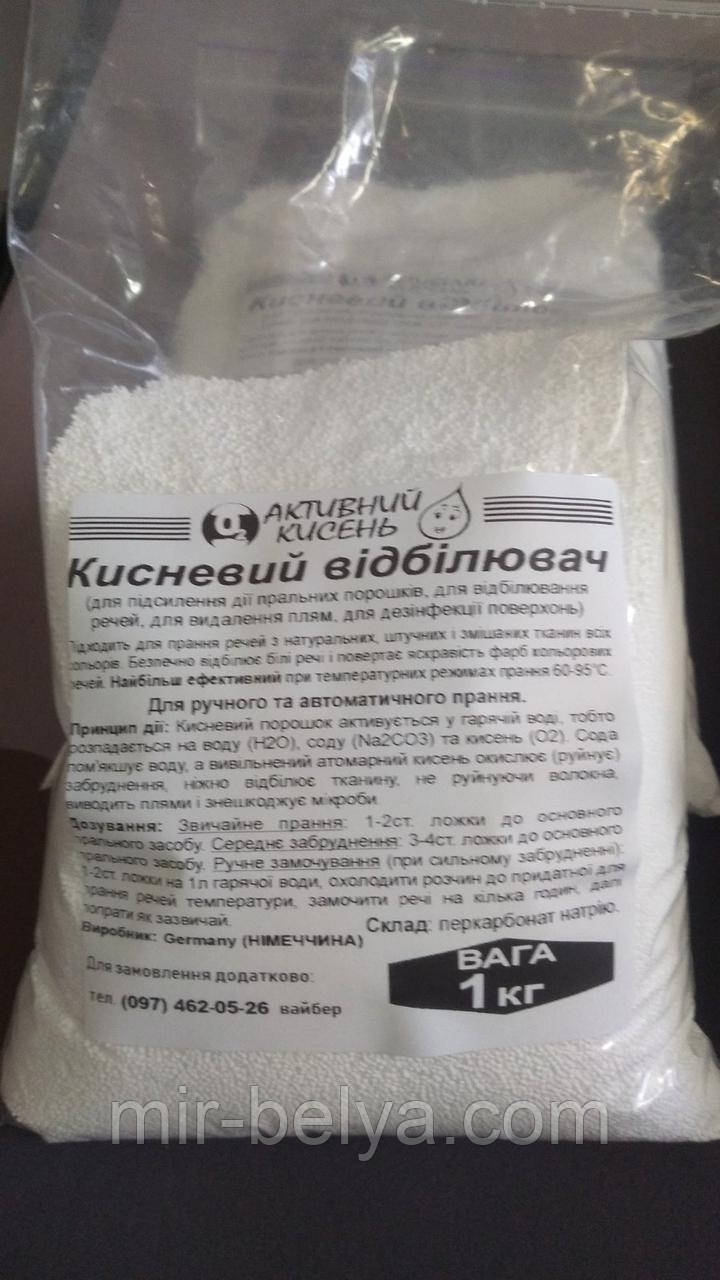 Кисневий
O2 АКТИВНИЙ КИСЕНЬ
Кисневий відбілювач
(для підсилення дії пральних порошків, для відбілювання
речей, для видалення плям, для дезінфекції поверхонь)
Підходить для прання речей з натуральних, штучних і змішаних тканин всіх
кольорів. Безпечно відбілює білі речі і повертає яскравість фарб кольорових
речей. Найбільш ефективний при температурних режимах прання 60-95°C.
Для ручного та автоматичного прання.
Принцип дії: Кисневий порошок активується у гарячій воді, тобто
розпадається на воду (H2O), соду (Na2CO3) та кисень (O2). Сода
пом'якшує воду, а вивільнений атомарний кисень окислює (руйнує)
забруднення, ніжно відбілює тканину, не руйнуючи волокна,
виводить плями і знешкоджує мікроби
Дозування: Звичайне прання: 1-2ст. ложки до основного
прального засобу. Середнє забруднення: 3-4ст. ложки до основного
прального засобу. Ручне замочування (при сильному забрудненні):
1-2ст. ложки на 1л гарячої води, охолодити розчин до придатної для
прання речей температури, замочити речі на кілька годин, далі
попрати як зазвичай.
Склад: перкарбонат натрію.
Виробник: Germany (НІМЕЧЧИНА)
ВАГА
1 кг
Для замовлення додатково:
тел. (097) 462-05-26 вайбер
mir-belya.com